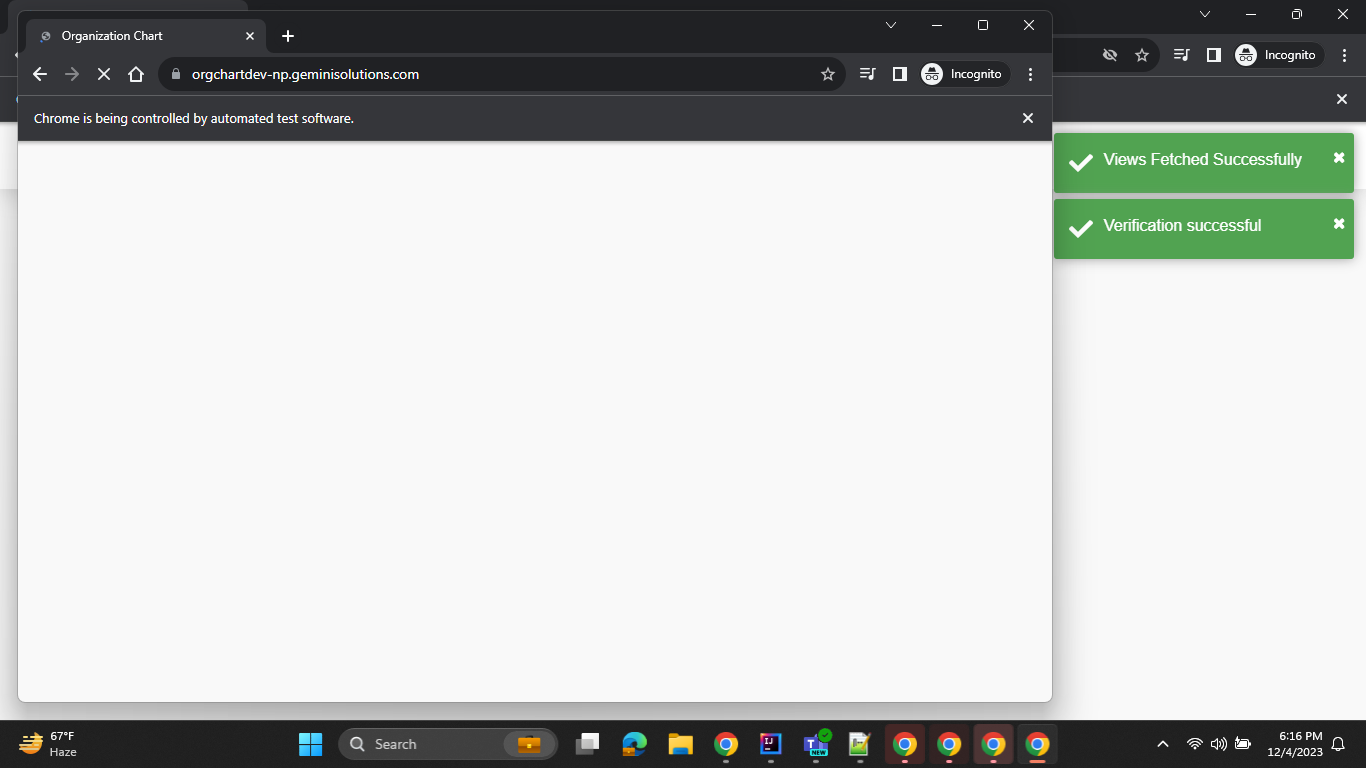 Organization Chart
Incognito
orgchartdev-np.geminisolutions.com
Incognito
Chrome is being controlled by automated test software.
Views Fetched Successfully
Verification successful
67°F
Haze
Search
NEW
6:16 PM
12/4/2023